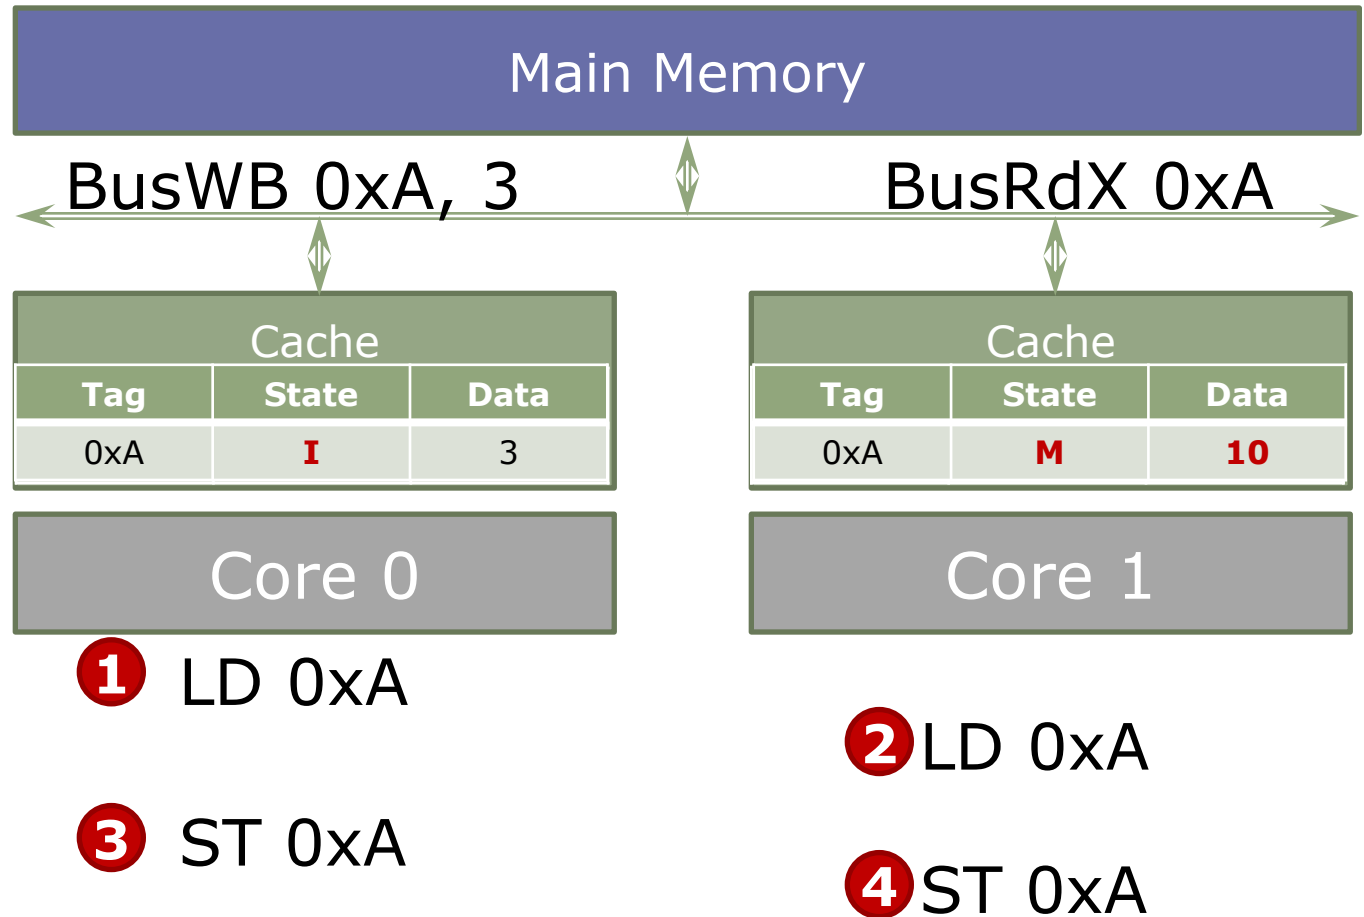 Main Memory
BusWB 0xA, 3
BusRdX 0xA
Cache
Tag State Data
0xA I 3
Cache
Tag State Data
0xA M 10
Core 0
Core 1
1 LD 0xA
2 LD 0xA
3 ST 0xA
4 ST 0xA